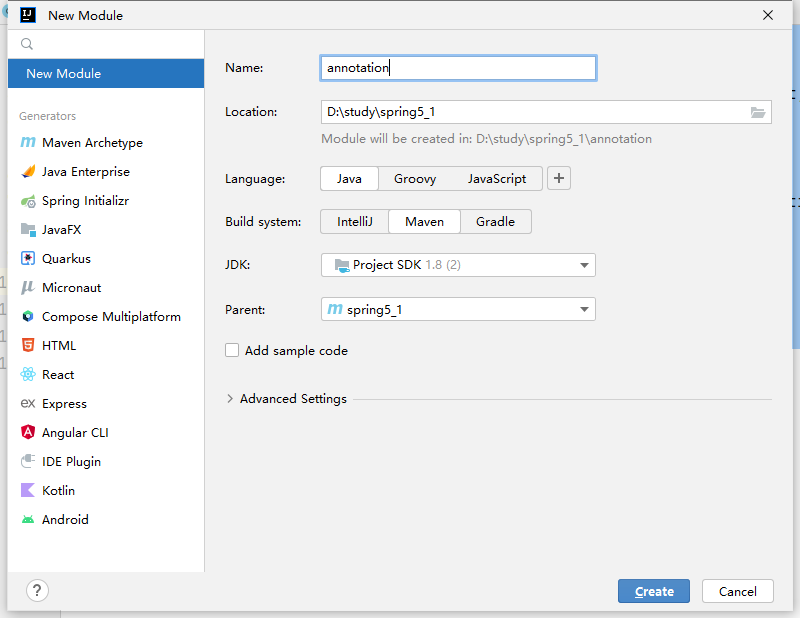 New Module
New Module
Generators
Maven Archetype
Java Enterprise
Spring Initializr
JavaFX
Quarkus
Micronaut
Compose Multiplatform
HTML
React
Express
Angular CLI
IDE Plugin
Kotlin
Android
Name: annotation
Location: D:\study\spring5_1
Module will be created in: D:\study\spring5_1\annotation
Language: Java Groovy JavaScript +
Build system: IntelliJ Maven Gradle
JDK: Project SDK 1.8 (2)
Parent: spring5_1
Add sample code
Advanced Settings
? Create Cancel